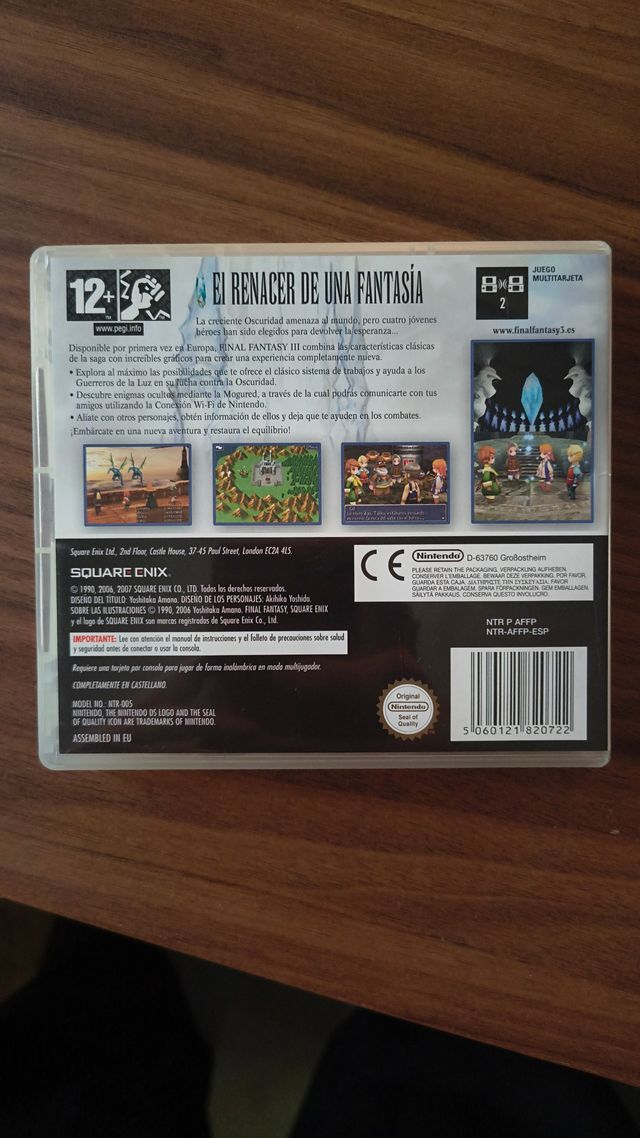 12+
TM
www.pegi.info
El RENACER DE UNA FANTASÍA
La creciente Oscuridad amenaza al mundo, pero cuatro jóvenes
héroes han sido elegidos para devolver la esperanza...
Disponible por primera vez en Europa, FINAL FANTASY III combina las características clásicas
de la saga con increíbles gráficos para crear una experiencia completamente nueva.
• Explora al máximo las posibilidades que te ofrece el clásico sistema de trabajos y ayuda a los
Guerreros de la Luz en su lucha contra la Oscuridad.
• Descubre enigmas ocultos mediante la Mogured, a través de la cual podrás comunicarte con tus
amigos utilizando la Conexión Wi-Fi de Nintendo.
• Alíate con otros personajes, obtén información de ellos y deja que te ayuden en los combates.
¡Embárcate en una nueva aventura y restaura el equilibrio!
2
JUEGO
MULTITARJETA
www.finalfantasy3.es
Square Enix Ltd, 2nd Floor, Castle House, 37-45 Paul Street, London EC2A 4LS.
SQUARE ENIX
© 1990, 2006, 2007 SQUARE ENIX CO., LTD. Todos los derechos reservados.
DISEÑO DEL TÍTULO: Yoshitaka Amano. DISEÑO DE LOS PERSONAJES: Akihiko Yoshida.
SOBRE LAS ILUSTRACIONES © 1990, 2006 Yoshitaka Amano. FINAL FANTASY, SQUARE ENIX
y el logo de SQUARE ENIX son marcas registradas de Square Enix Co., Ltd.
IMPORTANTE: Lee con atención el manual de instrucciones y el folleto de precauciones sobre salud
y seguridad antes de conectar o usar la consola.
Requiere una tarjeta por consola para jugar de forma inalámbrica en modo multijugador.
COMPLETAMENTE EN CASTELLANO.
MODEL NO.: NTR-005
NINTENDO, THE NINTENDO DS LOGO AND THE SEAL
OF QUALITY ICON ARE TRADEMARKS OF NINTENDO.
ASSEMBLED IN EU
CE
Nintendo D-63760 Großostheim
PLEASE RETAIN THE PACKAGING. VERPACKUNG AUFHEBEN.
CONSERVER L'EMBALLAGE. BEWAAR DEZE VERPAKKING. POR FAVOR,
GUARDA ESTA CAJA. ΔΙΑΤΗΡΗΣΤΕ ΤΗΝ ΣΥΣΚΕΥΑΣΙΑ. FAVOR
GUARDAR A EMBALAGEM. SPARA FÖRPACKNINGEN. GEM EMBALLAGEN.
SÄILYTÄ PAKKAUS. CONSERVA QUESTO INVOLUCRO.
NTR P AFFP
NTR-AFFP-ESP
Original
Nintendo
Seal of
Quality
5 060121 820722